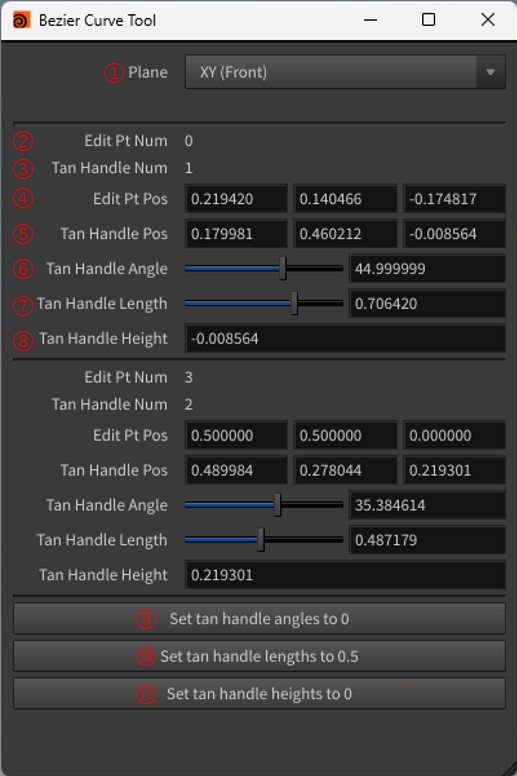 Bezier Curve Tool
① Plane XY (Front)
② Edit Pt Num 0
③ Tan Handle Num 1
④ Edit Pt Pos 0.219420 0.140466 -0.174817
⑤ Tan Handle Pos 0.179981 0.460212 -0.008564
⑥ Tan Handle Angle 44.999999
⑦ Tan Handle Length 0.706420
⑧ Tan Handle Height -0.008564
Edit Pt Num 3
Tan Handle Num 2
Edit Pt Pos 0.500000 0.500000 0.000000
Tan Handle Pos 0.489984 0.278044 0.219301
Tan Handle Angle 35.384614
Tan Handle Length 0.487179
Tan Handle Height 0.219301
⑨ Set tan handle angles to 0
⑩ Set tan handle lengths to 0.5
⑪ Set tan handle heights to 0